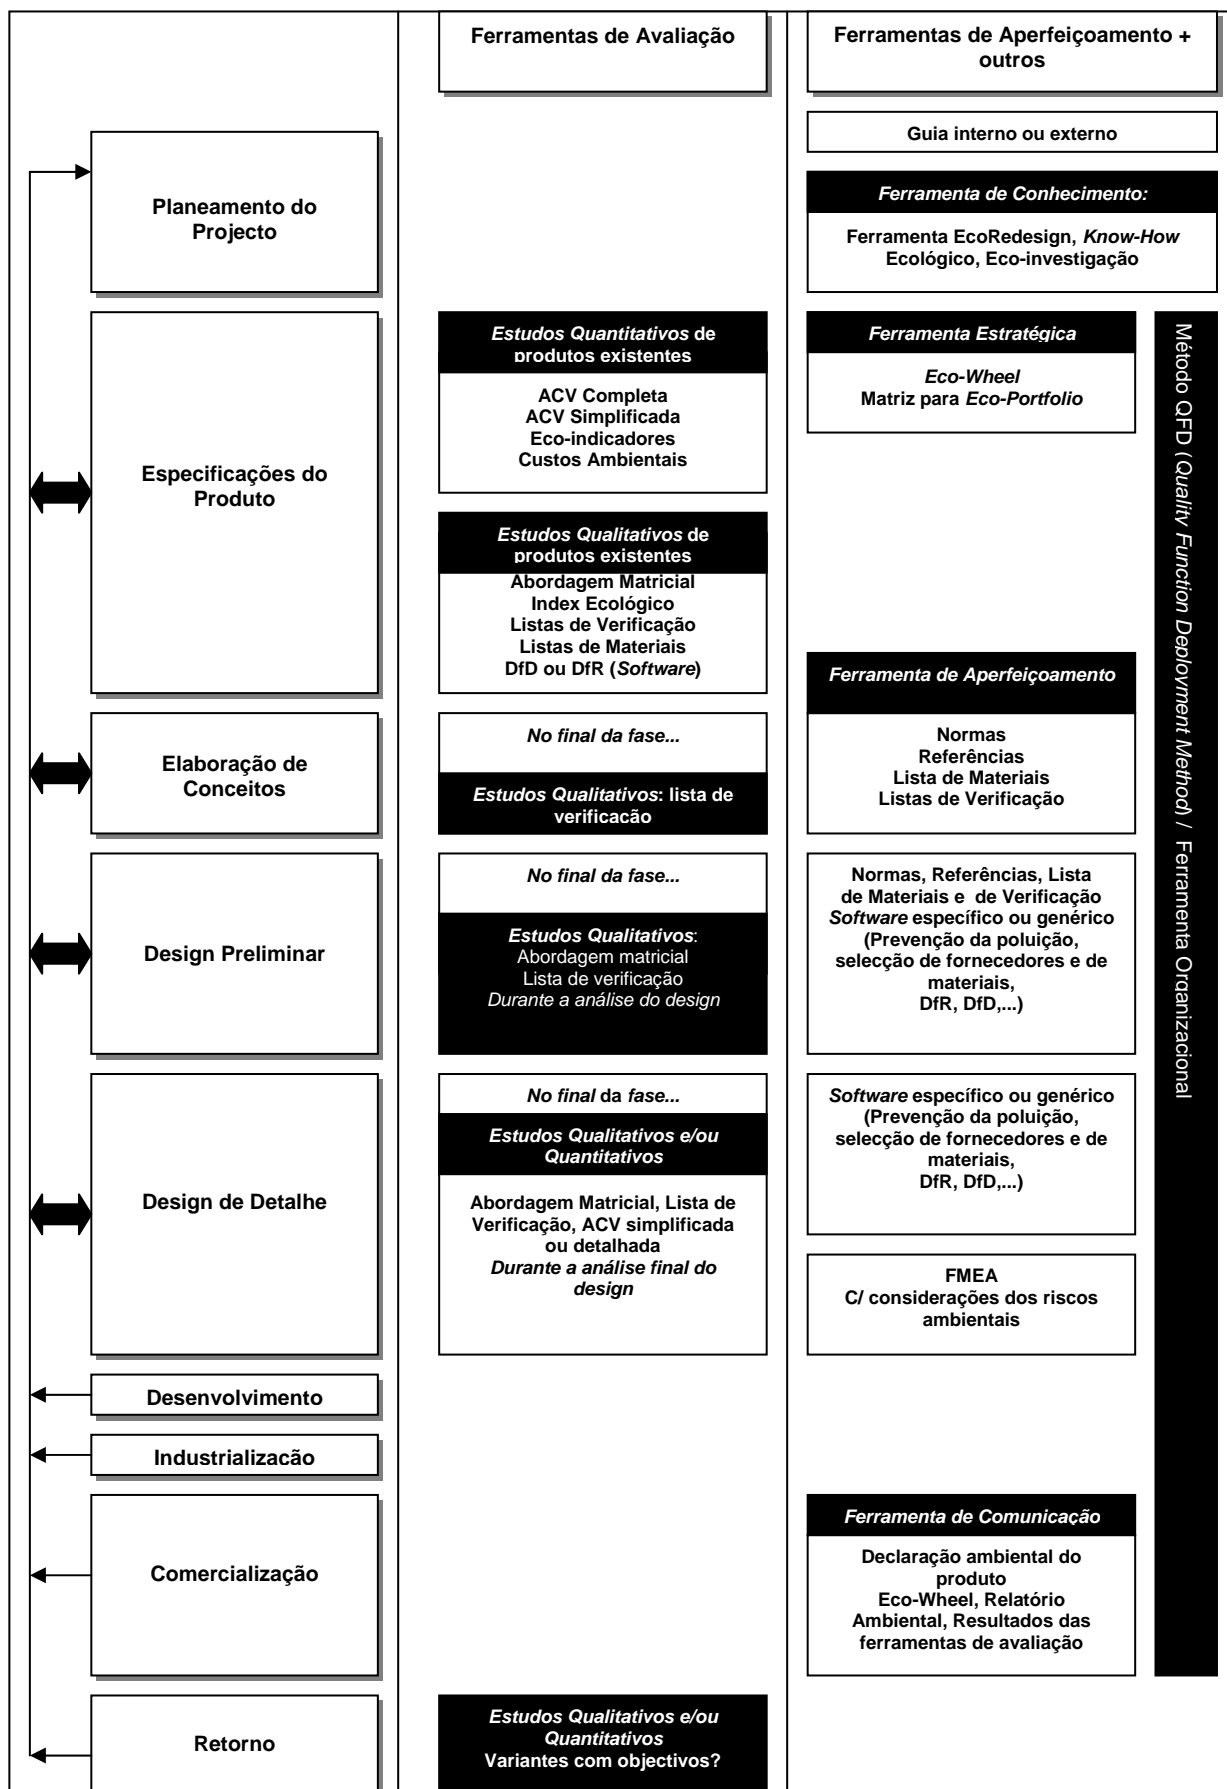 Ferramentas de Avaliação
Ferramentas de Aperfeiçoamento +
outros
Guia interno ou externo
Planeamento do
Projecto
Ferramenta de Conhecimento:
Ferramenta EcoRedesign, Know-How
Ecológico, Eco-investigação
Especificações do
Produto
Estudos Quantitativos de
produtos existentes
ACV Completa
ACV Simplificada
Eco-indicadores
Custos Ambientais
Estudos Qualitativos de
produtos existentes
Abordagem Matricial
Index Ecológico
Listas de Verificação
Listas de Materiais
DfD ou DfR (Software)
Ferramenta Estratégica
Eco-Wheel
Matriz para Eco-Portfolio
Método QFD (Quality Function Deployment Method) / Ferramenta Organizacional
Ferramenta de Aperfeiçoamento
Normas
Referências
Lista de Materiais
Listas de Verificação
Elaboração de
Conceitos
No final da fase...
Estudos Qualitativos: lista de
verificação
Design Preliminar
No final da fase...
Estudos Qualitativos:
Abordagem matricial
Lista de verificação
Durante a análise do design
Normas, Referências, Lista
de Materiais e de Verificação
Software específico ou genérico
(Prevenção da poluição,
selecção de fornecedores e de
materiais,
DfR, DfD,...)
Design de Detalhe
No final da fase...
Estudos Qualitativos e/ou
Quantitativos
Abordagem Matricial, Lista de
Verificação, ACV simplificada
ou detalhada
Durante a análise final do
design
Software específico ou genérico
(Prevenção da poluição,
selecção de fornecedores e de
materiais,
DfR, DfD,...)
FMEA
C/ considerações dos riscos
ambientais
Desenvolvimento
Industrialização
Comercialização
Ferramenta de Comunicação
Declaração ambiental do
produto
Eco-Wheel, Relatório
Ambiental, Resultados das
ferramentas de avaliação
Retorno
Estudos Qualitativos e/ou
Quantitativos
Variantes com objectivos?